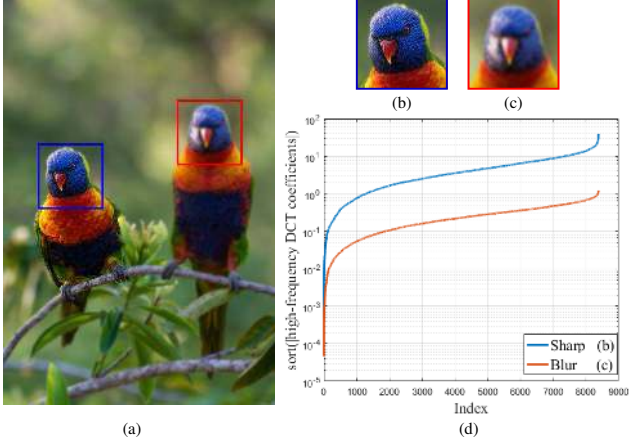 (b)
(c)
sort(|high-frequency DCT coefficients|)
10^2
10^1
10^0
10^-1
10^-2
10^-3
10^-4
10^-5
Sharp (b)
Blur (c)
0 1000 2000 3000 4000 5000 6000 7000 8000 9000
Index
(a)
(d)